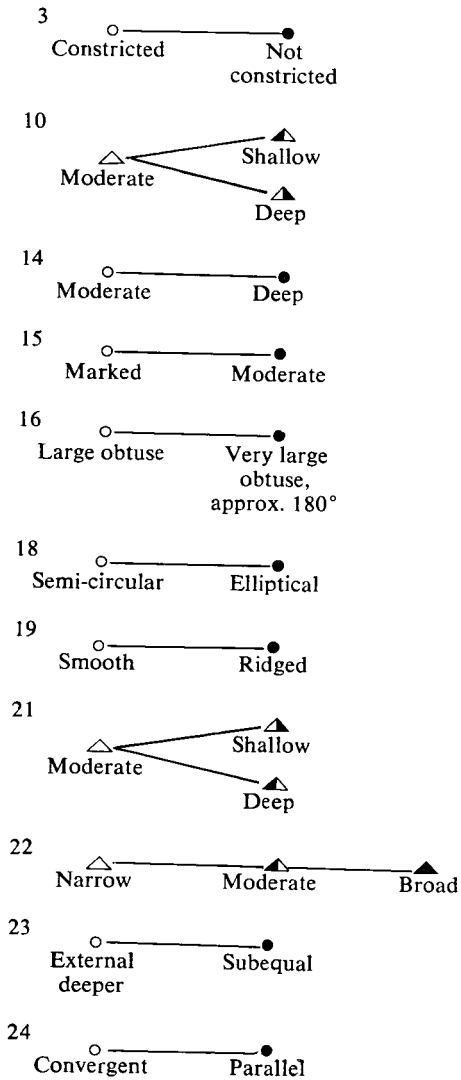 3
Constricted Not
constricted
10
Shallow
Moderate
Deep
14
Moderate Deep
15
Marked Moderate
16
Large obtuse Very large
obtuse,
approx. 180°
18
Semi-circular Elliptical
19
Smooth Ridged
21
Shallow
Moderate
Deep
22
Narrow Moderate Broad
23
External Subequal
deeper
24
Convergent Parallel